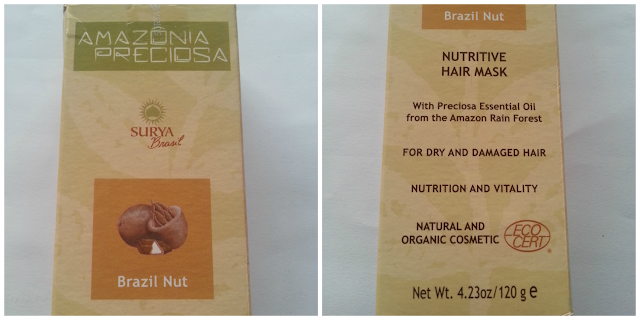 AMAZÔNIA
PRECIOSA
SURYA
Brasil
Brazil Nut
Brazil Nut
NUTRITIVE
HAIR MASK
With Preciosa Essential Oil
from the Amazon Rain Forest
FOR DRY AND DAMAGED HAIR
NUTRITION AND VITALITY
NATURAL AND
ORGANIC COSMETIC
ECO
CERT®
Net Wt. 4.23oz/120 g e